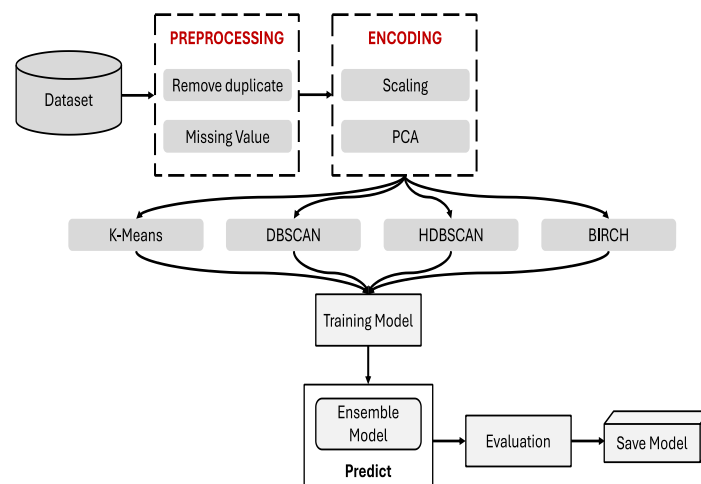 PREPROCESSING
ENCODING
Dataset
Remove duplicate
Scaling
Missing Value
PCA
K-Means
DBSCAN
HDBSCAN
BIRCH
Training Model
Ensemble
Model
Predict
Evaluation
Save Model